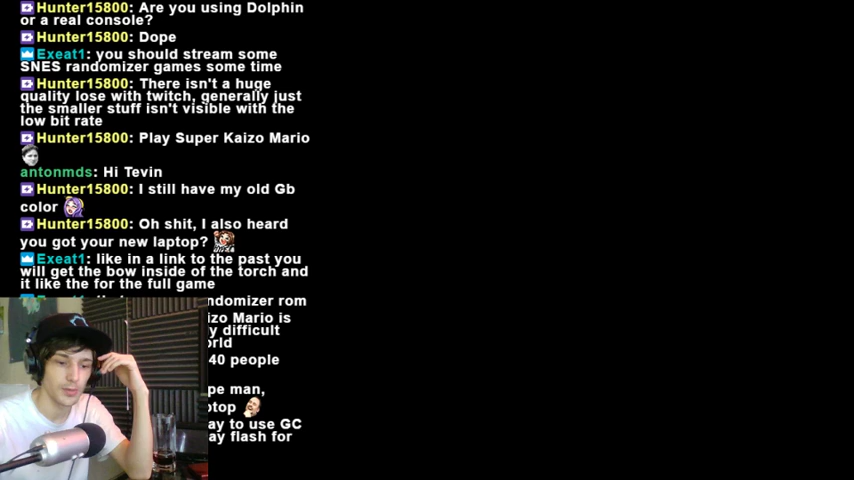 Hunter15800: Are you using Dolphin
or a real console?
Hunter15800: Dope
Exeat1: you should stream some
SNES randomizer games some time
Hunter15800: There isn't a huge
quality lose with twitch, generally just
the smaller stuff isn't visible with the
low bit rate
Hunter15800: Play Super Kaizo Mario
antonmds: Hi Tevin
Hunter15800: I still have my old Gb
color
Hunter15800: Oh shit, I also heard
you got your new laptop?
Exeat1: like in a link to the past you
will get the bow inside of the torch and
it like the for the full game
ndomizer rom
izo Mario is
y difficult
rld
40 people
pe man,
ptop
ay to use GC
ay flash for